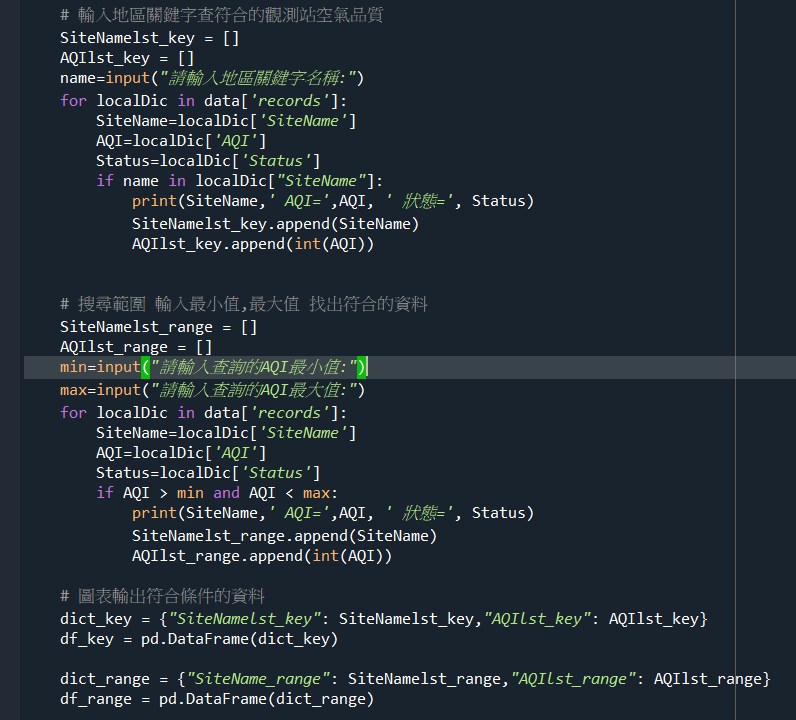 # 輸入地區關鍵字查符合的觀測站空氣品質
SiteNamelst_key = []
AQIlst_key = []
name=input("請輸入地區關鍵字名稱:")
for localDic in data['records']:
    SiteName=localDic['SiteName']
    AQI=localDic['AQI']
    Status=localDic['Status']
    if name in localDic["SiteName"]:
        print(SiteName,' AQI=',AQI, ' 狀態=', Status)
        SiteNamelst_key.append(SiteName)
        AQIlst_key.append(int(AQI))
# 搜尋範圍 輸入最小值,最大值 找出符合的資料
SiteNamelst_range = []
AQIlst_range = []
min=input("請輸入查詢的AQI最小值:")
max=input("請輸入查詢的AQI最大值:")
for localDic in data['records']:
    SiteName=localDic['SiteName']
    AQI=localDic['AQI']
    Status=localDic['Status']
    if AQI > min and AQI < max:
        print(SiteName,' AQI=',AQI, ' 狀態=', Status)
        SiteNamelst_range.append(SiteName)
        AQIlst_range.append(int(AQI))
# 圖表輸出符合條件的資料
dict_key = {"SiteNamelst_key": SiteNamelst_key,"AQIlst_key": AQIlst_key}
df_key = pd.DataFrame(dict_key)
dict_range = {"SiteName_range": SiteNamelst_range,"AQIlst_range": AQIlst_range}
df_range = pd.DataFrame(dict_range)